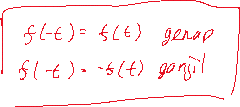 f(-t) = f(t) genap
f(-t) = -f(t) ganjil